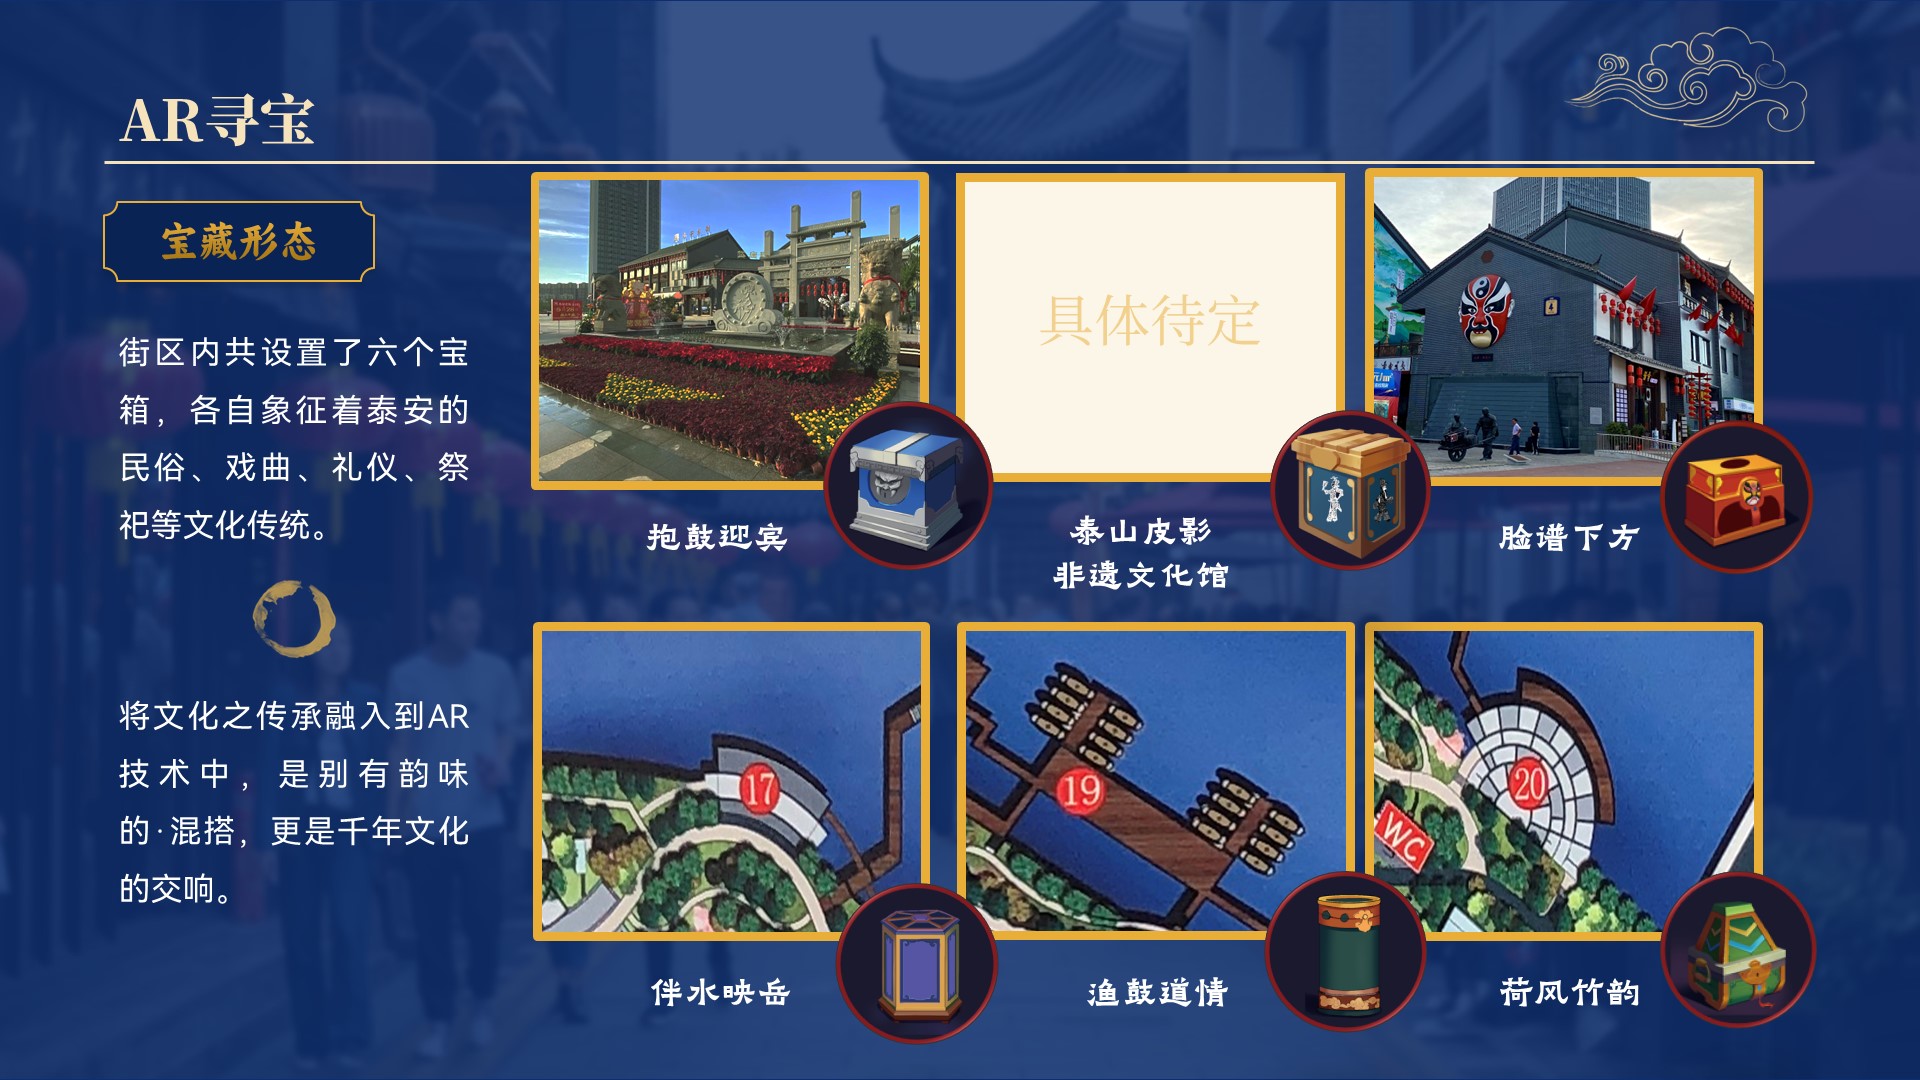 AR寻宝
宝藏形态
街区内共设置了六个宝
箱，各自象征着泰安的
民俗、戏曲、礼仪、祭
祀等文化传统。
将文化之传承融入到AR
技术中，是别有韵味
的·混搭，更是千年文化
的交响。
具体待定
抱鼓迎宾
泰山皮影
非遗文化馆
脸谱下方
17
19
20
WC
伴水映岳
渔鼓道情
荷风竹韵